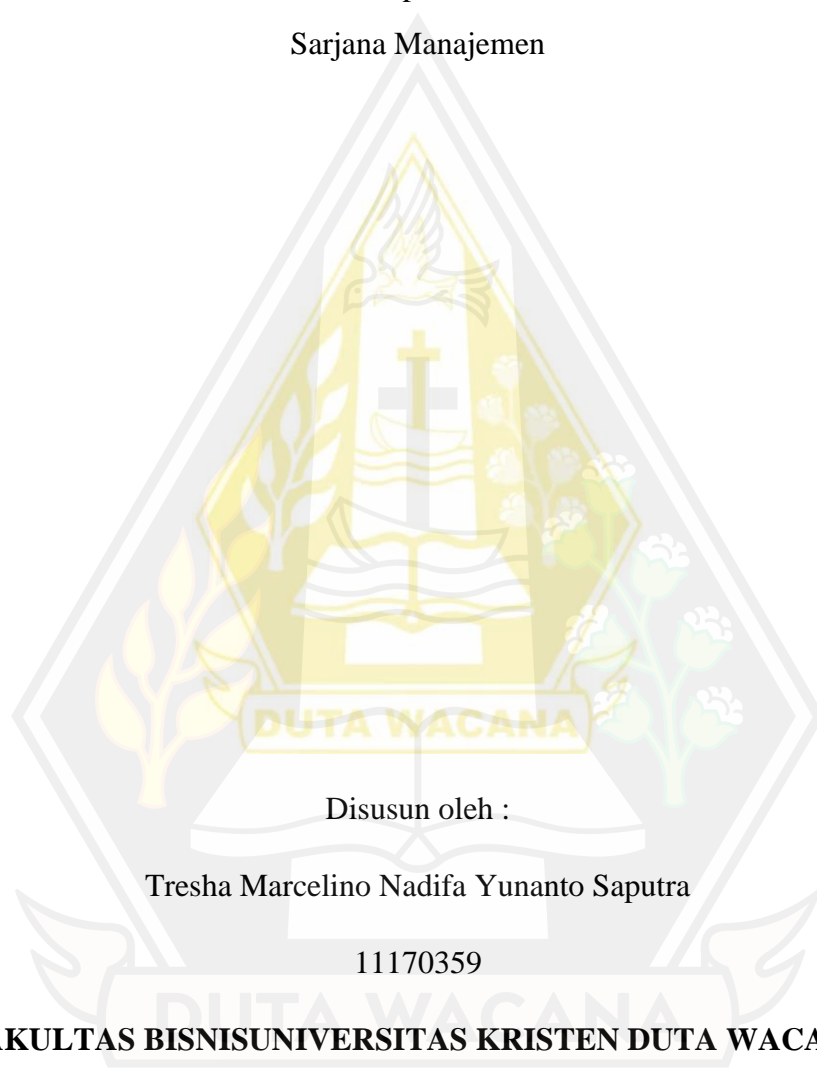 Sarjana Manajemen
DUTA WACANA
Disusun oleh :
Tresha Marcelino Nadifa Yunanto Saputra
11170359
DUTA WACANA
AKULTAS BISNISUNIVERSITAS KRISTEN DUTA WACA